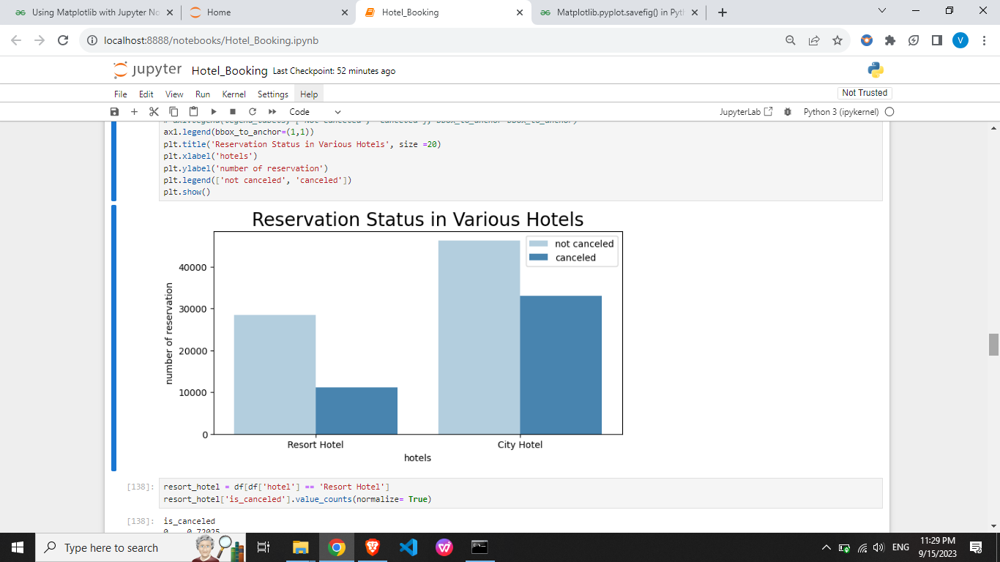 Using Matplotlib with Jupyter No
Home
Hotel_Booking
Matplotlib.pyplot.savefig() in Pyt
localhost:8888/notebooks/Hotel_Booking.ipynb
V
jupyter Hotel_Booking Last Checkpoint: 52 minutes ago
File Edit View Run Kernel Settings Help
Not Trusted
Code
JupyterLab
Python 3 (ipykernel)
ax1.legend(bbox_to_anchor=(1,1))
plt.title('Reservation Status in Various Hotels', size =20)
plt.xlabel('hotels')
plt.ylabel('number of reservation')
plt.legend(['not canceled', 'canceled'])
plt.show()
Reservation Status in Various Hotels
not canceled
canceled
number of reservation
40000
30000
20000
10000
0
Resort Hotel
City Hotel
hotels
[138]:
resort_hotel = df[df['hotel'] == 'Resort Hotel']
resort_hotel['is_canceled'].value_counts(normalize= True)
[138]:
is_canceled
0 0.72025
Type here to search
ENG
11:29 PM
9/15/2023